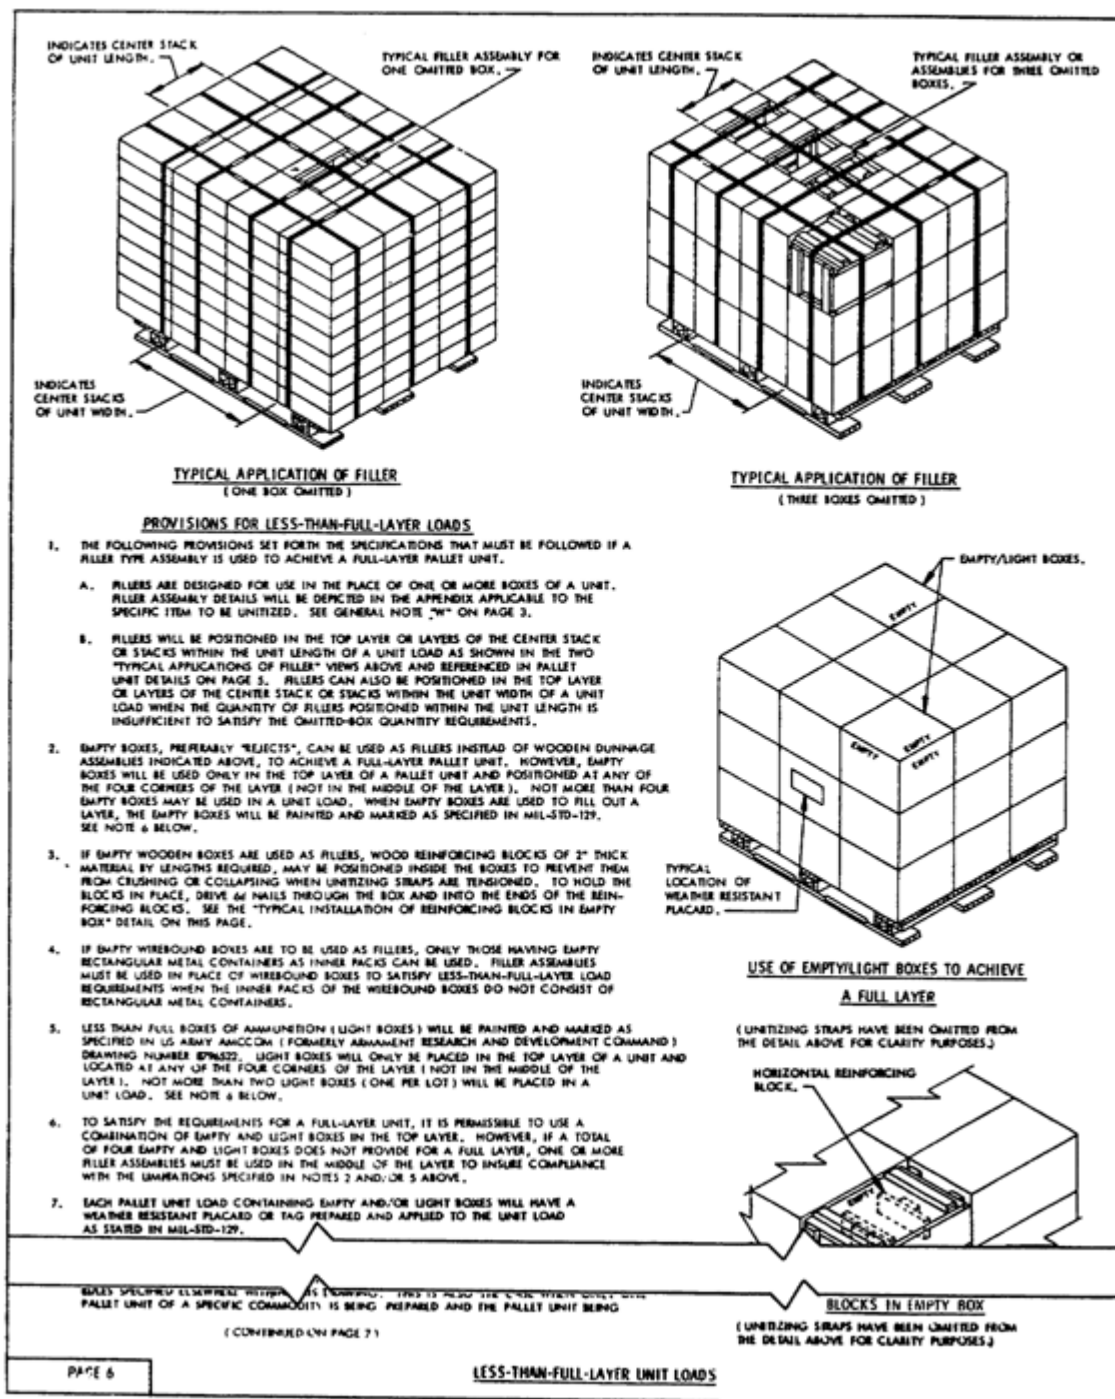 INDICATES CENTER STACK
OF UNIT LENGTH.
TYPICAL FILLER ASSEMBLY FOR
ONE OMITTED BOX.
INDICATES CENTER STACK
OF UNIT LENGTH.
TYPICAL FILLER ASSEMBLY OR
ASSEMBLIES FOR THREE OMITTED
BOXES.
INDICATES
CENTER STACKS
OF UNIT WIDTH.
INDICATES
CENTER STACKS
OF UNIT WIDTH.
TYPICAL APPLICATION OF FILLER
(ONE BOX OMITTED)
TYPICAL APPLICATION OF FILLER
(THREE BOXES OMITTED)
PROVISIONS FOR LESS-THAN-FULL-LAYER LOADS
1. THE FOLLOWING PROVISIONS SET FORTH THE SPECIFICATIONS THAT MUST BE FOLLOWED IF A
FILLER TYPE ASSEMBLY IS USED TO ACHIEVE A FULL-LAYER PALLET UNIT.
A. FILLERS ARE DESIGNED FOR USE IN THE PLACE OF ONE OR MORE BOXES OF A UNIT.
FILLER ASSEMBLY DETAILS WILL BE DEPICTED IN THE APPENDIX APPLICABLE TO THE
SPECIFIC ITEM TO BE UNITIZED. SEE GENERAL NOTE "W" ON PAGE 3.
B. FILLERS WILL BE POSITIONED IN THE TOP LAYER OR LAYERS OF THE CENTER STACK
OR STACKS WITHIN THE UNIT LENGTH OF A UNIT LOAD AS SHOWN IN THE TWO
"TYPICAL APPLICATIONS OF FILLER" VIEWS ABOVE AND REFERENCED IN PALLET
UNIT DETAILS ON PAGE 5. FILLERS CAN ALSO BE POSITIONED IN THE TOP LAYER
OR LAYERS OF THE CENTER STACK OR STACKS WITHIN THE UNIT WIDTH OF A UNIT
LOAD WHEN THE QUANTITY OF FILLERS POSITIONED WITHIN THE UNIT LENGTH IS
INSUFFICIENT TO SATISFY THE OMITTED-BOX QUANTITY REQUIREMENTS.
2. EMPTY BOXES, PREFERABLY "REJECTS", CAN BE USED AS FILLERS INSTEAD OF WOODEN DUNNAGE
ASSEMBLIES INDICATED ABOVE, TO ACHIEVE A FULL-LAYER PALLET UNIT. HOWEVER, EMPTY
BOXES WILL BE USED ONLY IN THE TOP LAYER OF A PALLET UNIT AND POSITIONED AT ANY OF
THE FOUR CORNERS OF THE LAYER (NOT IN THE MIDDLE OF THE LAYER). NOT MORE THAN FOUR
EMPTY BOXES MAY BE USED IN A UNIT LOAD. WHEN EMPTY BOXES ARE USED TO FILL OUT A
LAYER, THE EMPTY BOXES WILL BE PAINTED AND MARKED AS SPECIFIED IN MIL-STD-129.
SEE NOTE 6 BELOW.
3. IF EMPTY WOODEN BOXES ARE USED AS FILLERS, WOOD REINFORCING BLOCKS OF 2" THICK
MATERIAL BY LENGTHS REQUIRED, MAY BE POSITIONED INSIDE THE BOXES TO PREVENT THEM
FROM CRUSHING OR COLLAPSING WHEN UNITIZING STRAPS ARE TENSIONED. TO HOLD THE
BLOCKS IN PLACE, DRIVE 6d NAILS THROUGH THE BOX AND INTO THE ENDS OF THE REIN-
FORCING BLOCKS. SEE THE "TYPICAL INSTALLATION OF REINFORCING BLOCKS IN EMPTY
BOX" DETAIL ON THIS PAGE.
4. IF EMPTY WIREBOUND BOXES ARE TO BE USED AS FILLERS, ONLY THOSE HAVING EMPTY
RECTANGULAR METAL CONTAINERS AS INNER PACKS CAN BE USED. FILLER ASSEMBLIES
MUST BE USED IN PLACE OF WIREBOUND BOXES TO SATISFY LESS-THAN-FULL-LAYER LOAD
REQUIREMENTS WHEN THE INNER PACKS OF THE WIREBOUND BOXES DO NOT CONSIST OF
RECTANGULAR METAL CONTAINERS.
5. LESS THAN FULL BOXES OF AMMUNITION (LIGHT BOXES) WILL BE PAINTED AND MARKED AS
SPECIFIED IN US ARMY AMCCOM (FORMERLY ARMAMENT RESEARCH AND DEVELOPMENT COMMAND)
DRAWING NUMBER 8796522. LIGHT BOXES WILL ONLY BE PLACED IN THE TOP LAYER OF A UNIT AND
LOCATED AT ANY OF THE FOUR CORNERS OF THE LAYER (NOT IN THE MIDDLE OF THE
LAYER). NOT MORE THAN TWO LIGHT BOXES (ONE PER LOT) WILL BE PLACED IN A
UNIT LOAD. SEE NOTE 6 BELOW.
6. TO SATISFY THE REQUIREMENTS FOR A FULL-LAYER UNIT, IT IS PERMISSIBLE TO USE A
COMBINATION OF EMPTY AND LIGHT BOXES IN THE TOP LAYER. HOWEVER, IF A TOTAL
OF FOUR EMPTY AND LIGHT BOXES DOES NOT PROVIDE FOR A FULL LAYER, ONE OR MORE
FILLER ASSEMBLIES MUST BE USED IN THE MIDDLE OF THE LAYER TO INSURE COMPLIANCE
WITH THE LIMITATIONS SPECIFIED IN NOTES 2 AND/OR 5 ABOVE.
7. EACH PALLET UNIT LOAD CONTAINING EMPTY AND/OR LIGHT BOXES WILL HAVE A
WEATHER RESISTANT PLACARD OR TAG PREPARED AND APPLIED TO THE UNIT LOAD
AS STATED IN MIL-STD-129.
PALLET UNIT OF A SPECIFIC COMMODITY IS BEING PREPARED AND THE PALLET UNIT BEING
(CONTINUED ON PAGE 7)
EMPTY/LIGHT BOXES.
EMPTY
EMPTY
EMPTY
EMPTY
TYPICAL
LOCATION OF
WEATHER RESISTANT
PLACARD.
USE OF EMPTY/LIGHT BOXES TO ACHIEVE
A FULL LAYER
(UNITIZING STRAPS HAVE BEEN OMITTED FROM
THE DETAIL ABOVE FOR CLARITY PURPOSES.)
HORIZONTAL REINFORCING
BLOCK.
EMPTY
BLOCKS IN EMPTY BOX
(UNITIZING STRAPS HAVE BEEN OMITTED FROM
THE DETAIL ABOVE FOR CLARITY PURPOSES.)
PAGE 6
LESS-THAN-FULL-LAYER UNIT LOADS